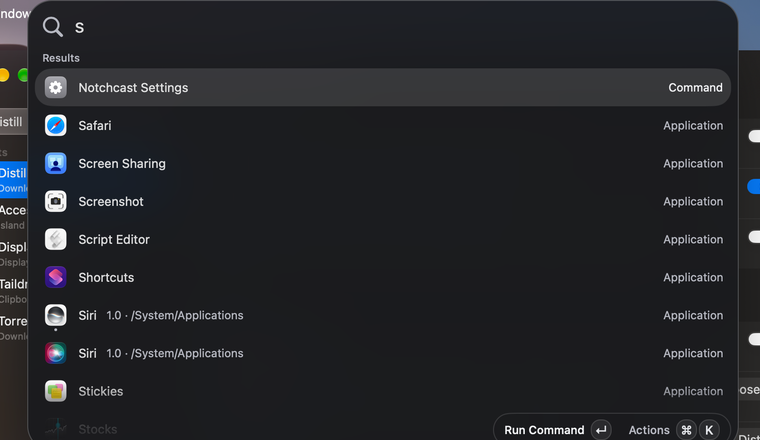 S
Results
Notchcast Settings Command
Safari Application
Screen Sharing Application
Screenshot Application
Script Editor Application
Shortcuts Application
Siri 1.0 · /System/Applications Application
Siri 1.0 · /System/Applications Application
Stickies Application
Stocks
Run Command ↵ Actions ⌘ K